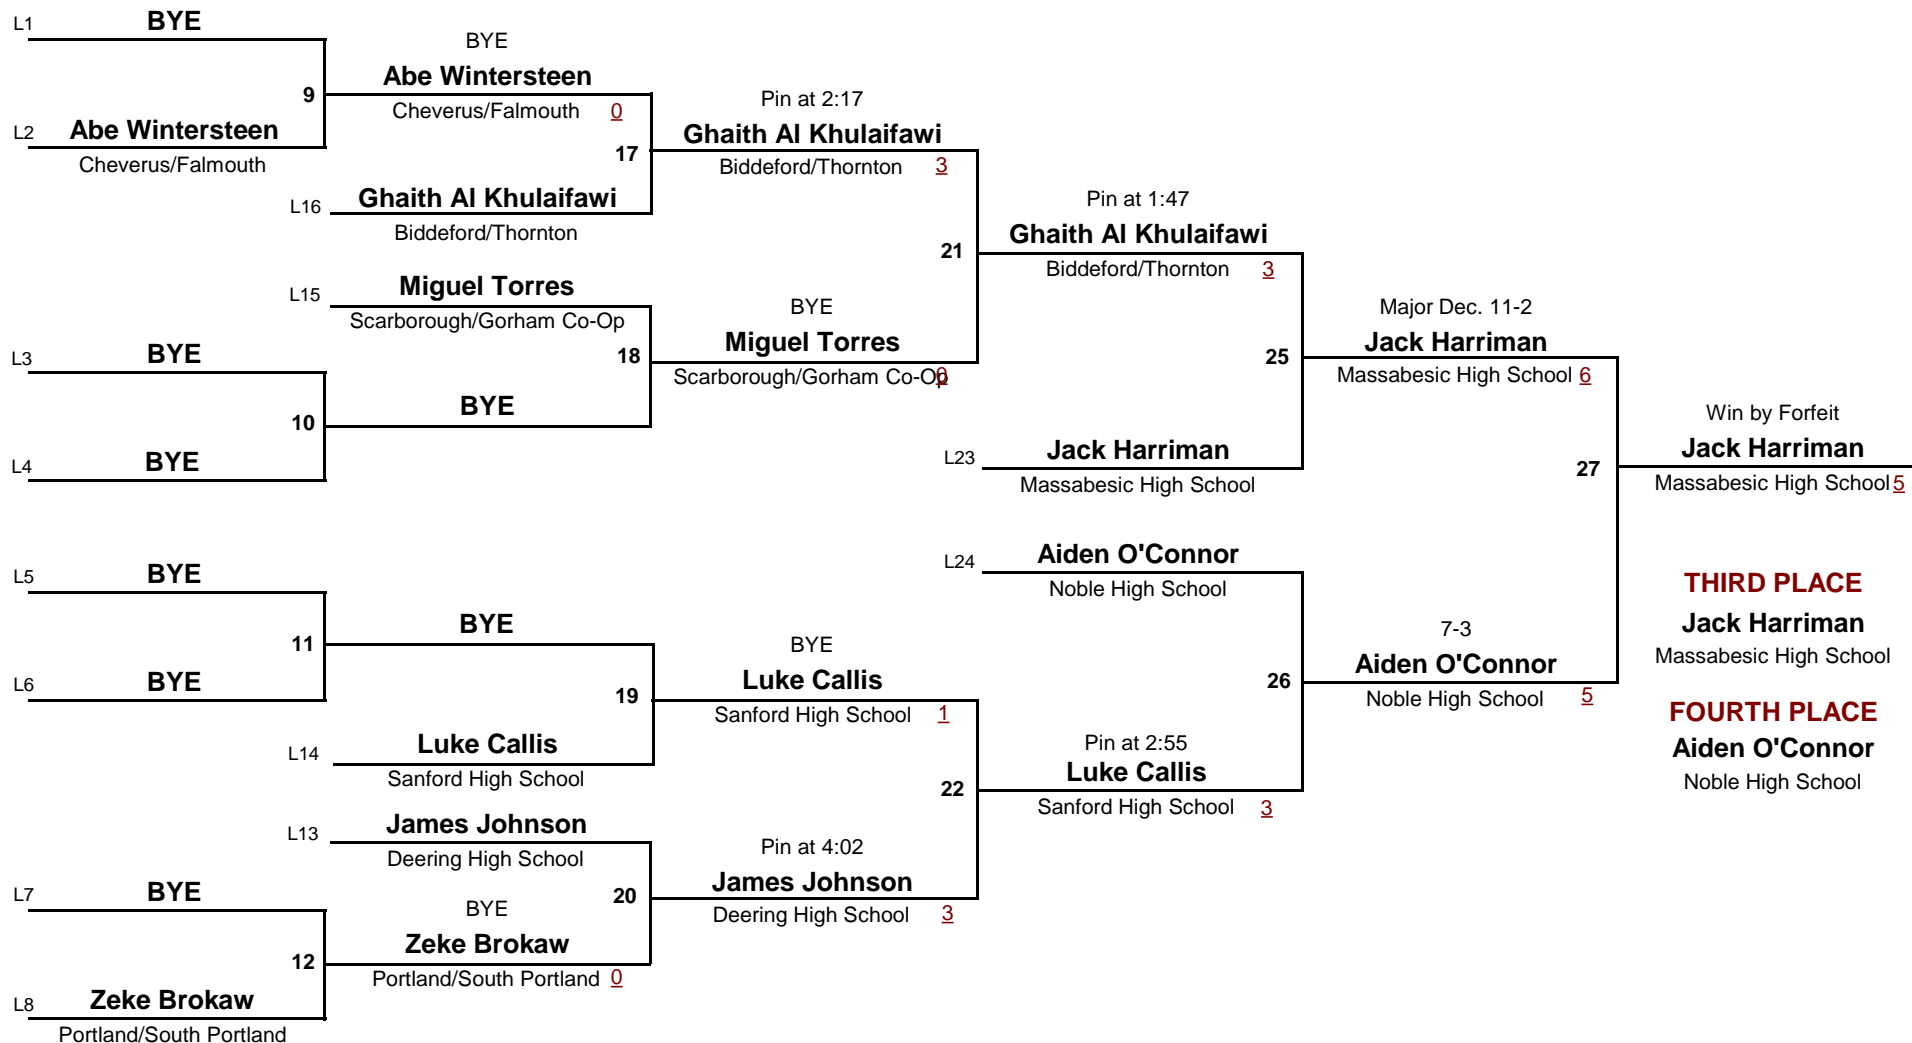 L1 BYE
BYE
Abe Wintersteen
9
Cheverus/Falmouth 0
L2 Abe Wintersteen
Cheverus/Falmouth
Pin at 2:17
Ghaith Al Khulaifawi
17
Biddeford/Thornton 3
L16 Ghaith Al Khulaifawi
Biddeford/Thornton
Pin at 1:47
Ghaith Al Khulaifawi
21
Biddeford/Thornton 3
L15 Miguel Torres
Scarborough/Gorham Co-Op
BYE
Miguel Torres
18
Scarborough/Gorham Co-Op 0
L3 BYE
10
BYE
L4 BYE
Major Dec. 11-2
Jack Harriman
25
Massabesic High School 6
L23 Jack Harriman
Massabesic High School
Win by Forfeit
Jack Harriman
27
Massabesic High School 5
L5 BYE
11
BYE
L6 BYE
BYE
Luke Callis
19
Sanford High School 1
L14 Luke Callis
Sanford High School
L24 Aiden O'Connor
Noble High School
7-3
Aiden O'Connor
26
Noble High School 5
Pin at 2:55
Luke Callis
22
Sanford High School 3
L13 James Johnson
Deering High School
Pin at 4:02
James Johnson
20
Deering High School 3
L7 BYE
BYE
Zeke Brokaw
12
Portland/South Portland 0
L8 Zeke Brokaw
Portland/South Portland
THIRD PLACE
Jack Harriman
Massabesic High School
FOURTH PLACE
Aiden O'Connor
Noble High School